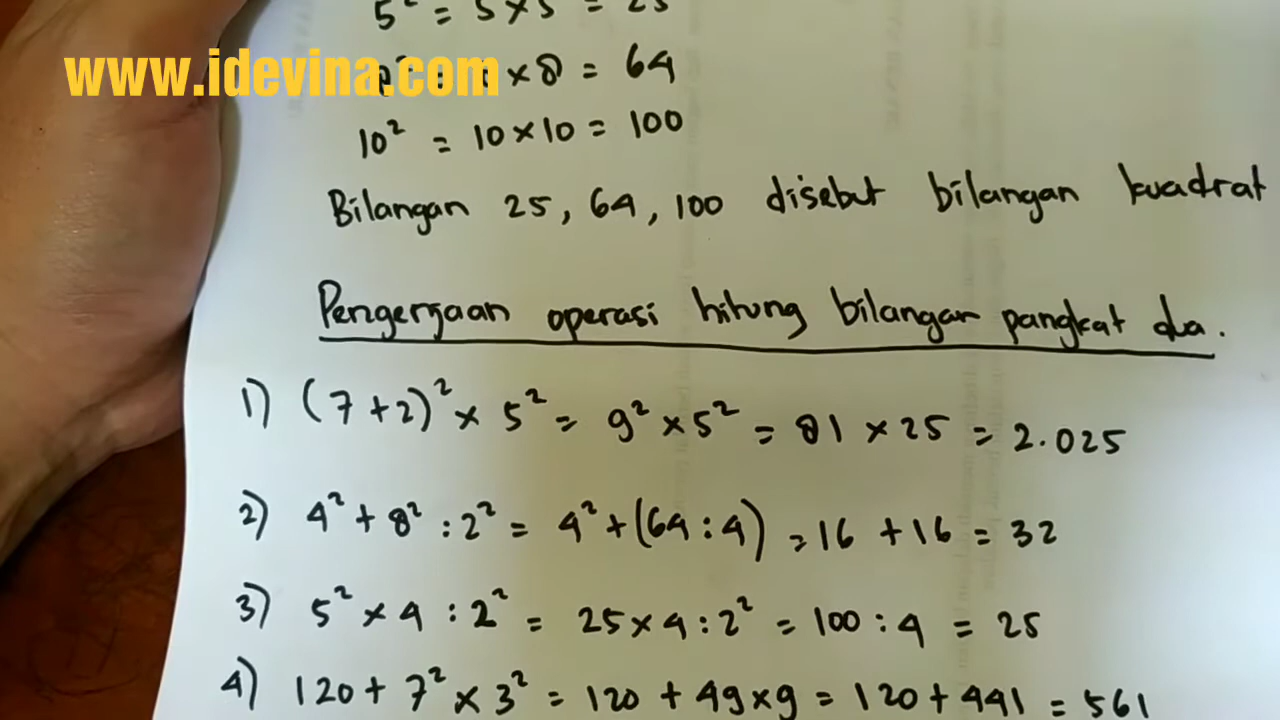 5² = 5 x 5 = 25
www.idevina.com
x 8 = 64
10² = 10 x 10 = 100
Bilangan 25, 64, 100 disebut bilangan kuadrat
Pengerjaan operasi hitung bilangan pangkat dua.
1) (7 + 2)² x 5² = 9² x 5² = 81 x 25 = 2.025
2) 4² + 8² : 2² = 4² + (64 : 4) = 16 + 16 = 32
3) 5² x 4 : 2² = 25 x 4 : 2² = 100 : 4 = 25
4) 120 + 7² x 3² = 120 + 49 x 9 = 120 + 441 = 561